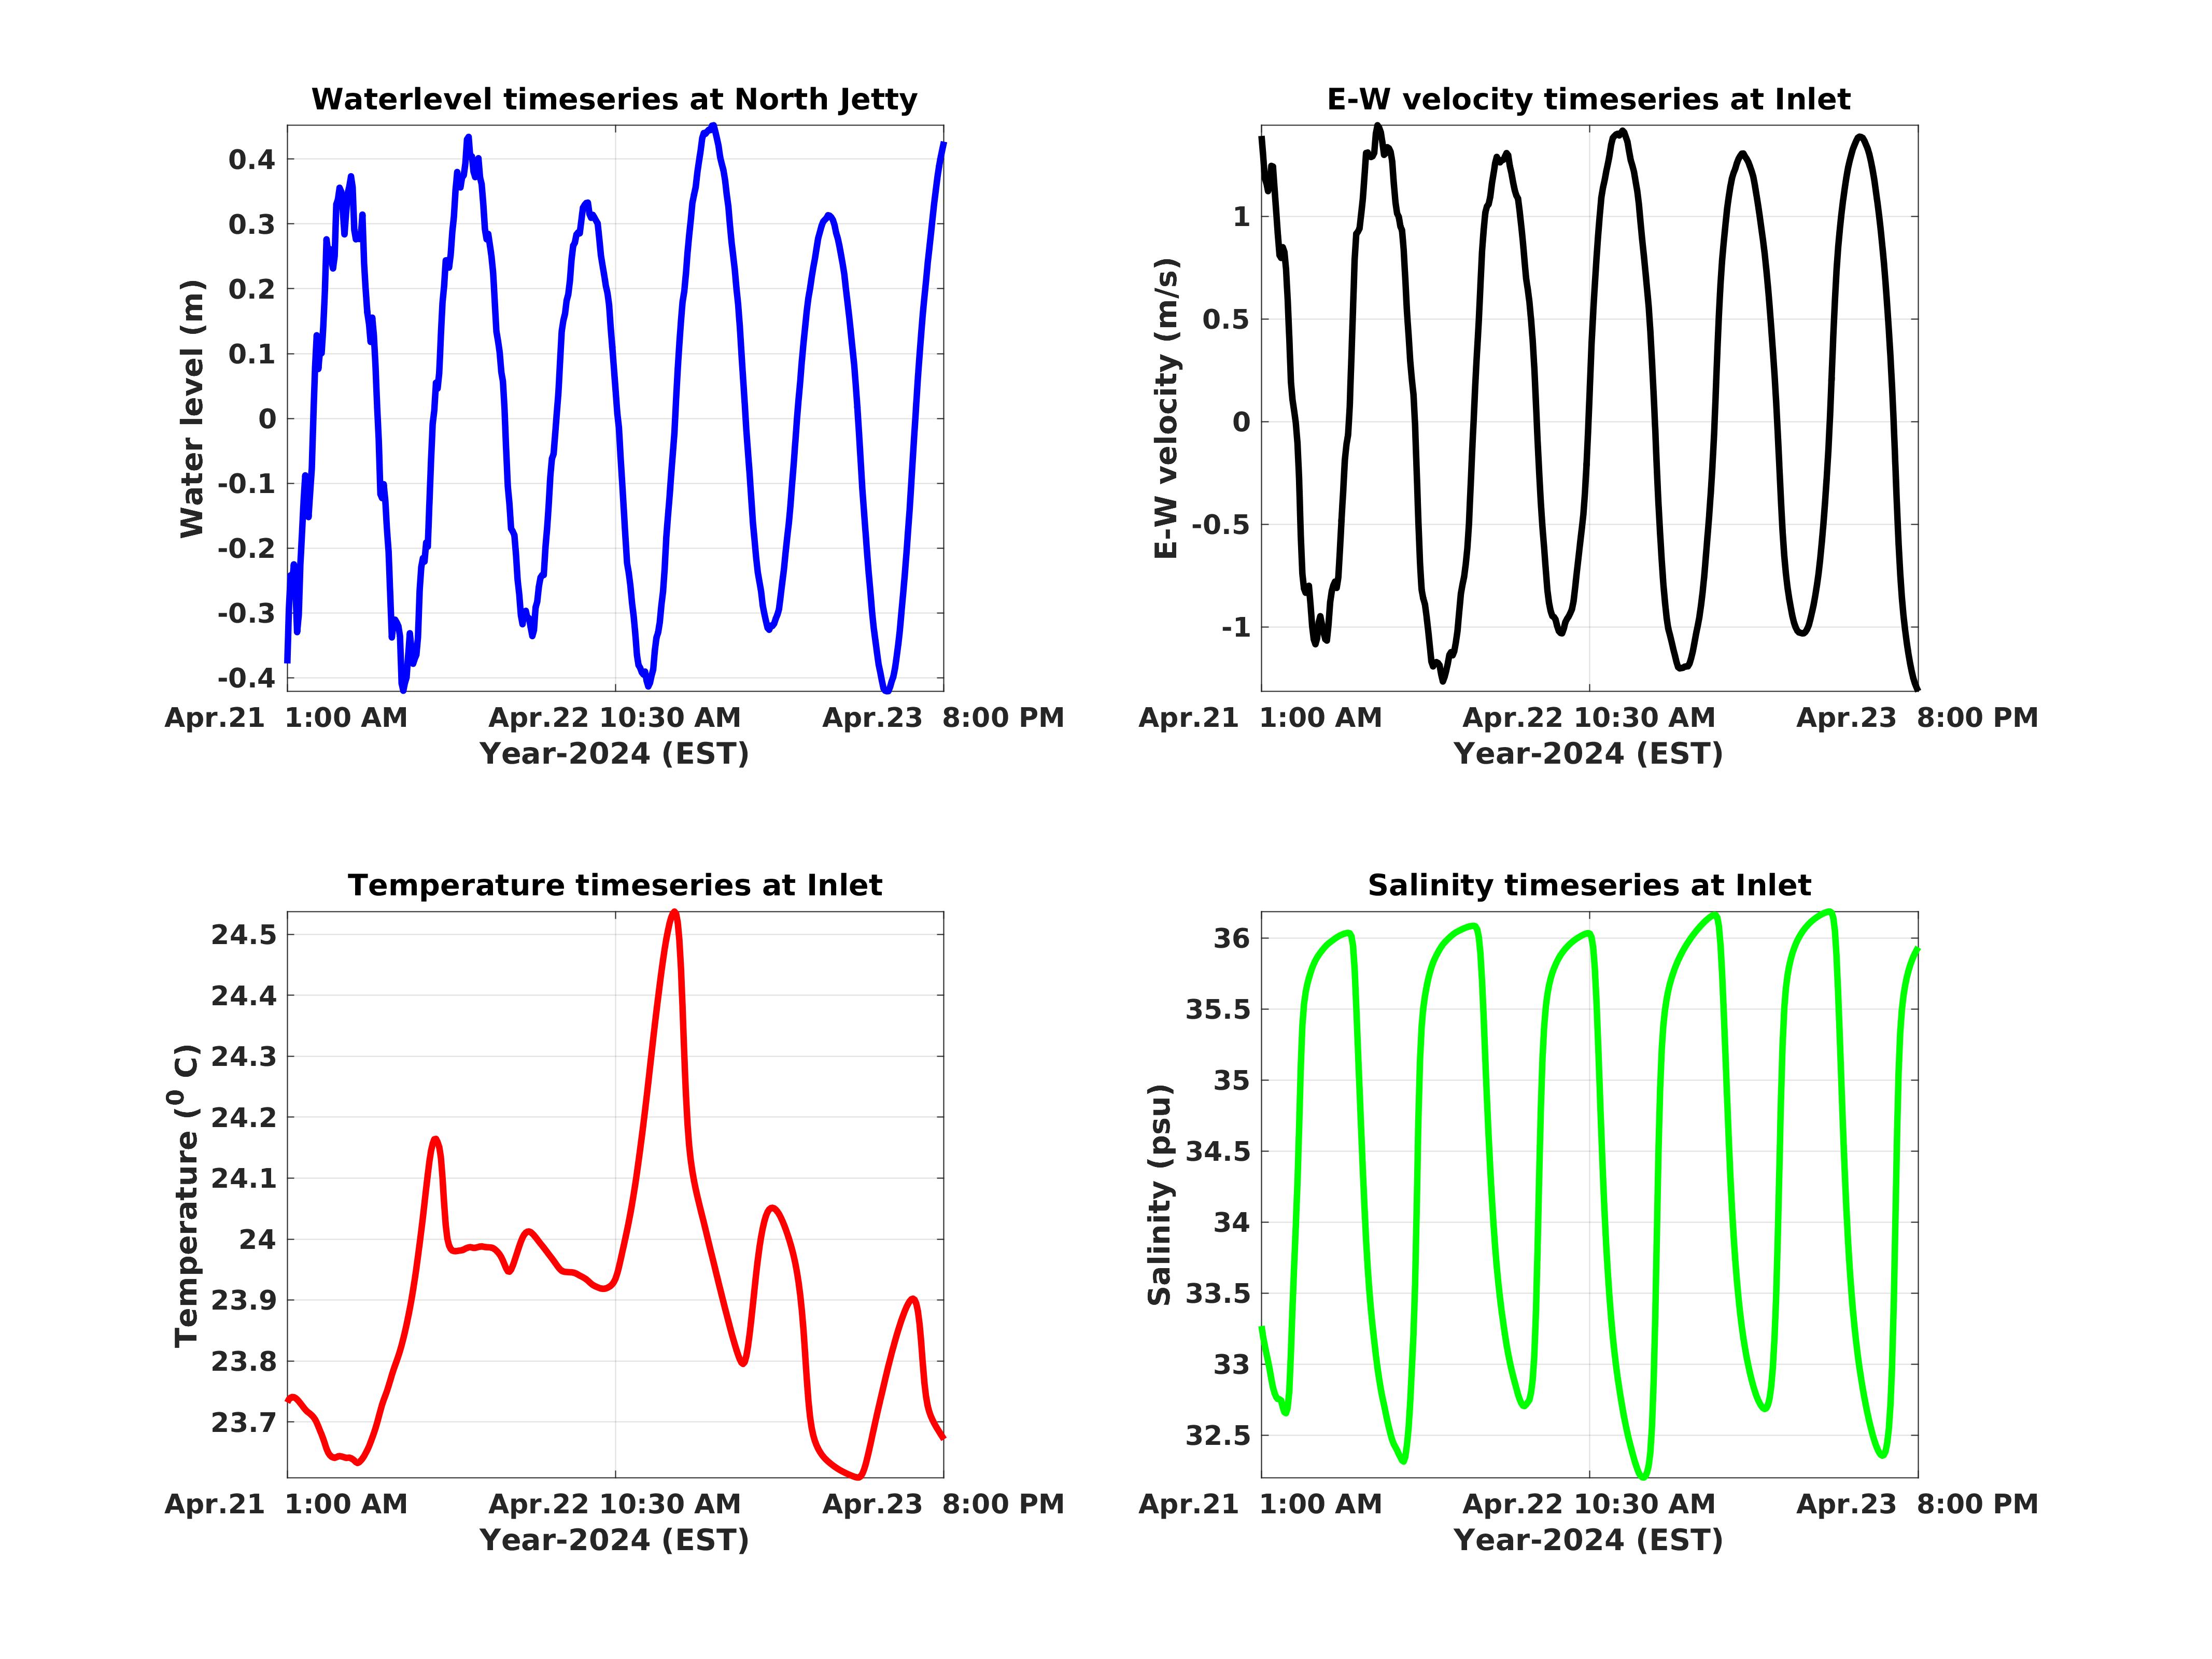 Waterlevel timeseries at North Jetty
Water level (m)
0.4
0.3
0.2
0.1
0
-0.1
-0.2
-0.3
-0.4
Apr.21 1:00 AM Apr.22 10:30 AM Apr.23 8:00 PM
Year-2024 (EST)
E-W velocity timeseries at Inlet
E-W velocity (m/s)
1
0.5
0
-0.5
-1
Apr.21 1:00 AM Apr.22 10:30 AM Apr.23 8:00 PM
Year-2024 (EST)
Temperature timeseries at Inlet
Temperature (⁰ C)
24.5
24.4
24.3
24.2
24.1
24
23.9
23.8
23.7
Apr.21 1:00 AM Apr.22 10:30 AM Apr.23 8:00 PM
Year-2024 (EST)
Salinity timeseries at Inlet
Salinity (psu)
36
35.5
35
34.5
34
33.5
33
32.5
Apr.21 1:00 AM Apr.22 10:30 AM Apr.23 8:00 PM
Year-2024 (EST)